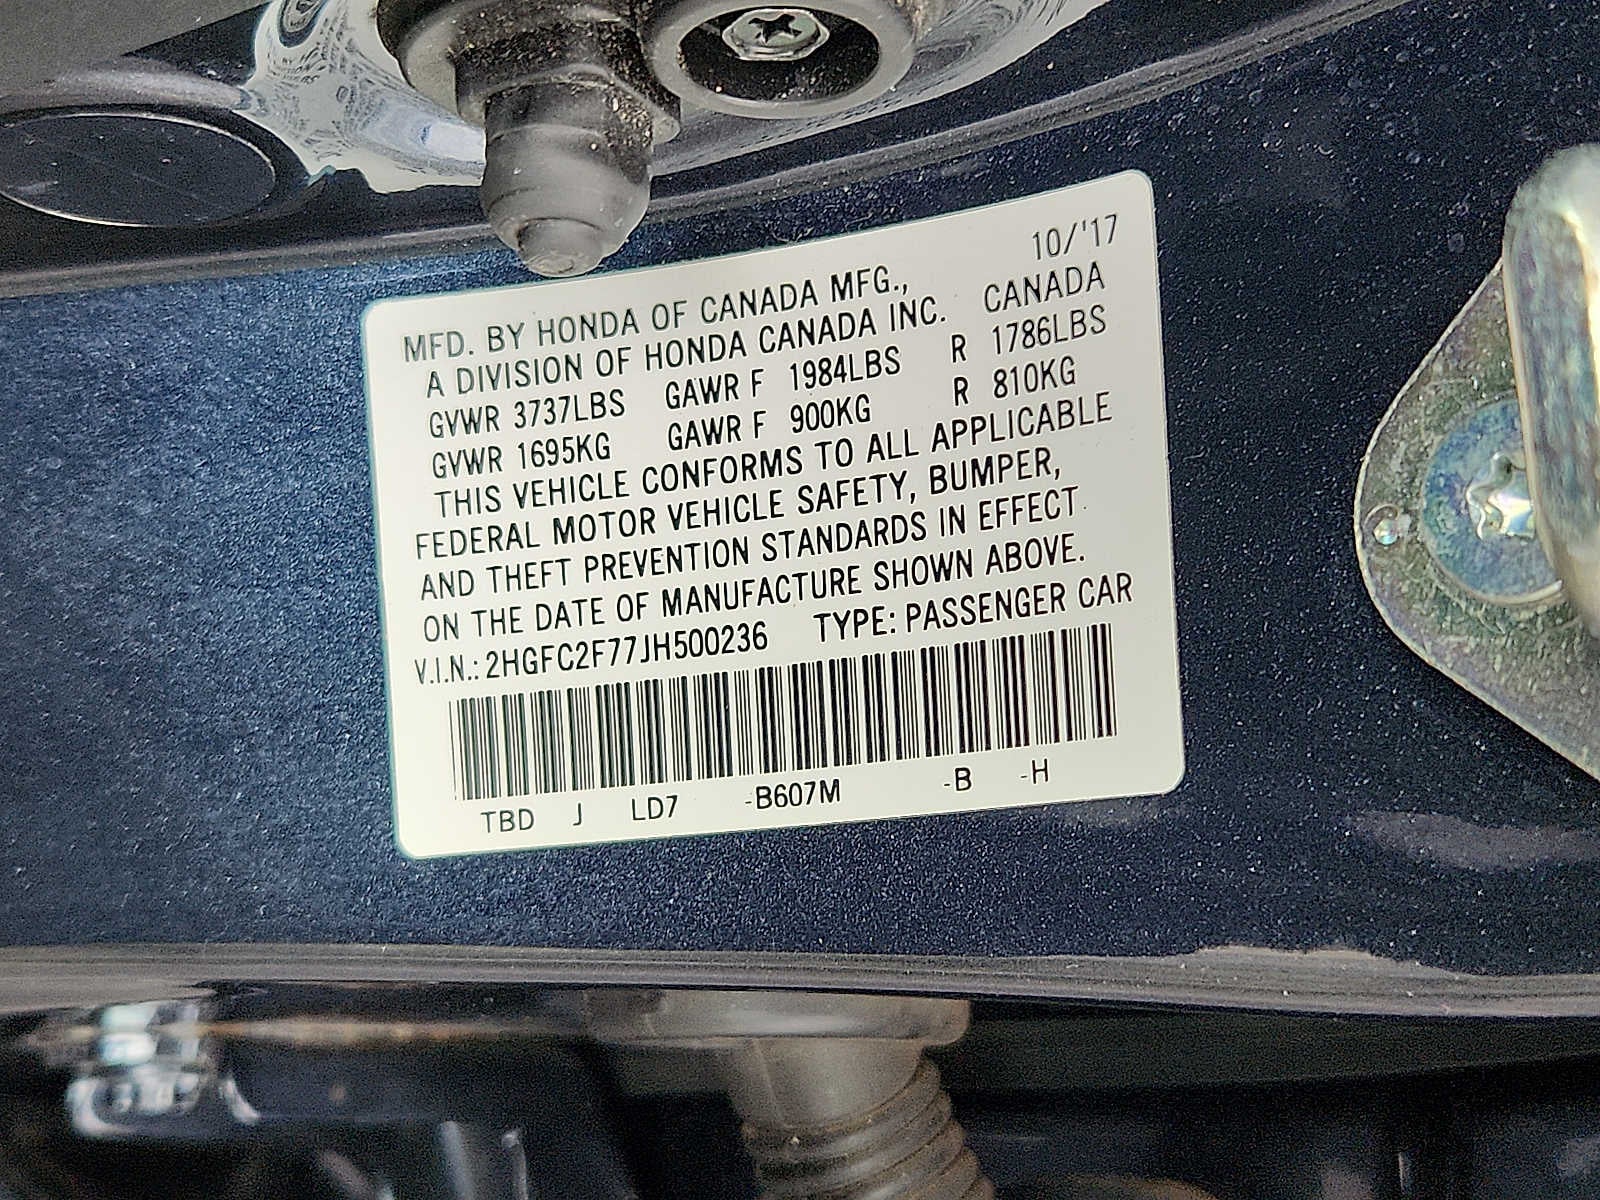 10/'17
MFD. BY HONDA OF CANADA MFG.,
A DIVISION OF HONDA CANADA INC. CANADA
GVWR 3737LBS GAWR F 1984LBS R 1786LBS
GVWR 1695KG GAWR F 900KG R 810KG
THIS VEHICLE CONFORMS TO ALL APPLICABLE
FEDERAL MOTOR VEHICLE SAFETY, BUMPER,
AND THEFT PREVENTION STANDARDS IN EFFECT
ON THE DATE OF MANUFACTURE SHOWN ABOVE.
V.I.N.: 2HGFC2F77JH500236 TYPE: PASSENGER CAR
TBD J LD7 -B607M -B -H